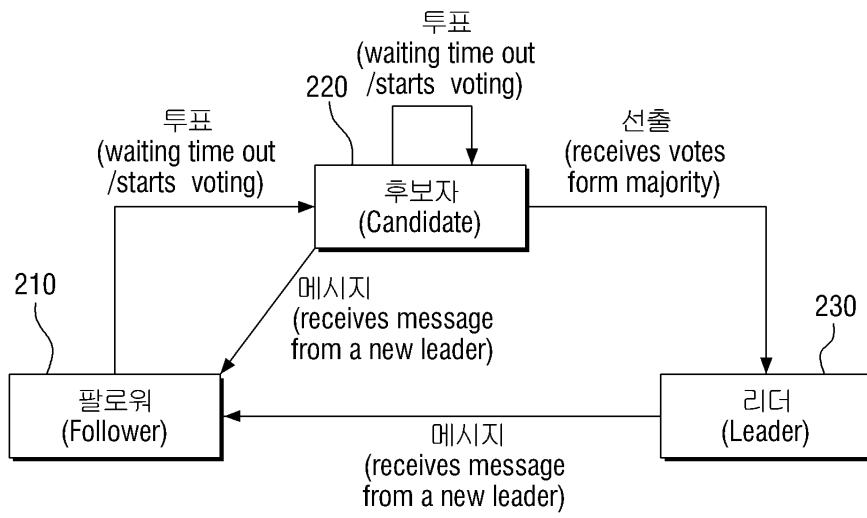 투표
(waiting time out
/starts voting)
220
투표
(waiting time out
/starts voting)
선출
(receives votes
form majority)
후보자
(Candidate)
210
메시지
(receives message
from a new leader)
230
팔로워
(Follower)
리더
(Leader)
메시지
(receives message
from a new leader)